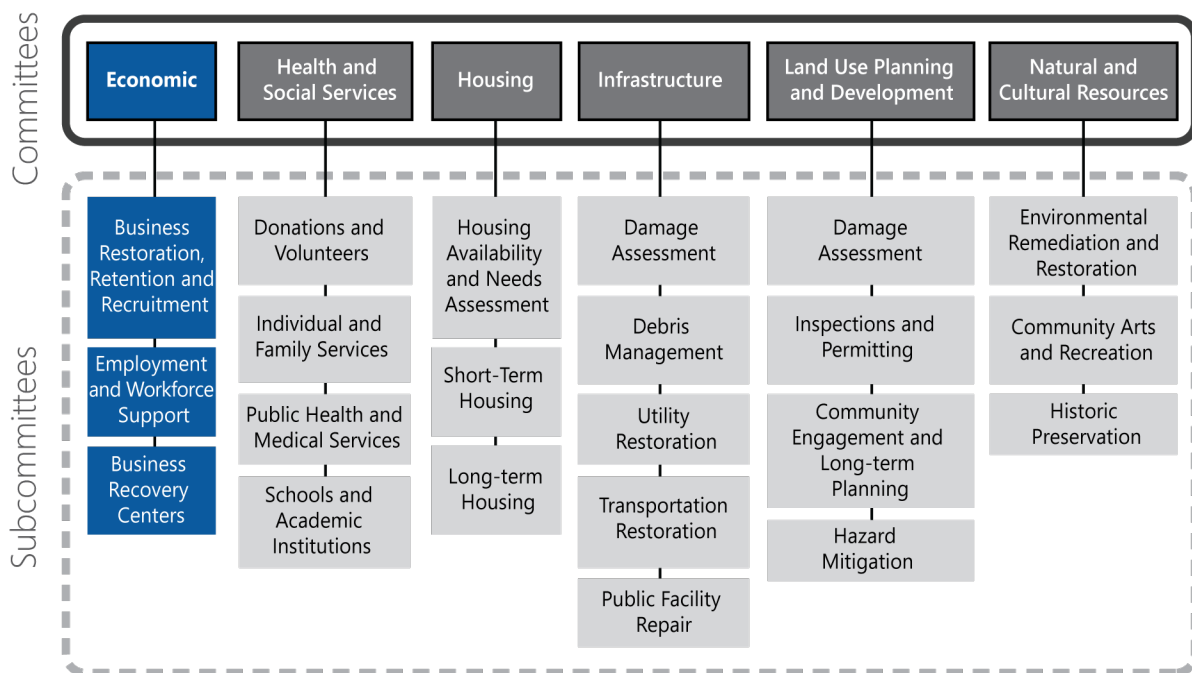 Committees
Economic
Health and
Social Services
Housing
Infrastructure
Land Use Planning
and Development
Natural and
Cultural Resources
Subcommittees
Business
Restoration,
Retention and
Recruitment
Employment
and Workforce
Support
Business
Recovery
Centers
Donations and
Volunteers
Individual and
Family Services
Public Health and
Medical Services
Schools and
Academic
Institutions
Housing
Availability
and Needs
Assessment
Short-Term
Housing
Long-term
Housing
Damage
Assessment
Debris
Management
Utility
Restoration
Transportation
Restoration
Public Facility
Repair
Damage
Assessment
Inspections and
Permitting
Community
Engagement and
Long-term
Planning
Hazard
Mitigation
Environmental
Remediation and
Restoration
Community Arts
and Recreation
Historic
Preservation